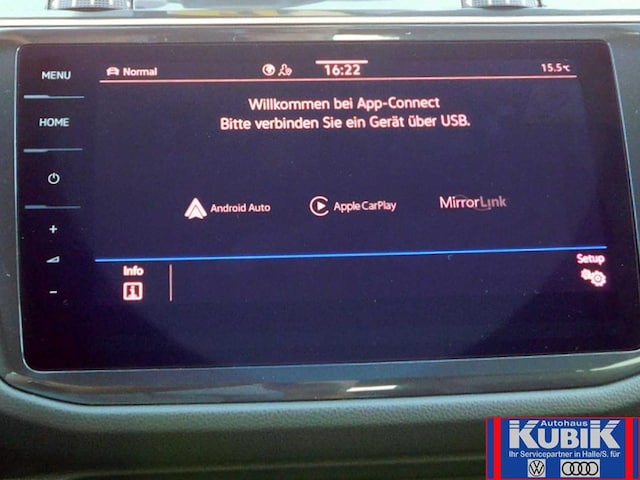 MENU
Normal
16:22
15.5°C
HOME
Willkommen bei App-Connect
Bitte verbinden Sie ein Gerät über USB.
+
-
Android Auto
Apple CarPlay
MirrorLink
Info
i
Setup
Autohaus
KUBIK
Ihr Servicepartner in Halle/S. für